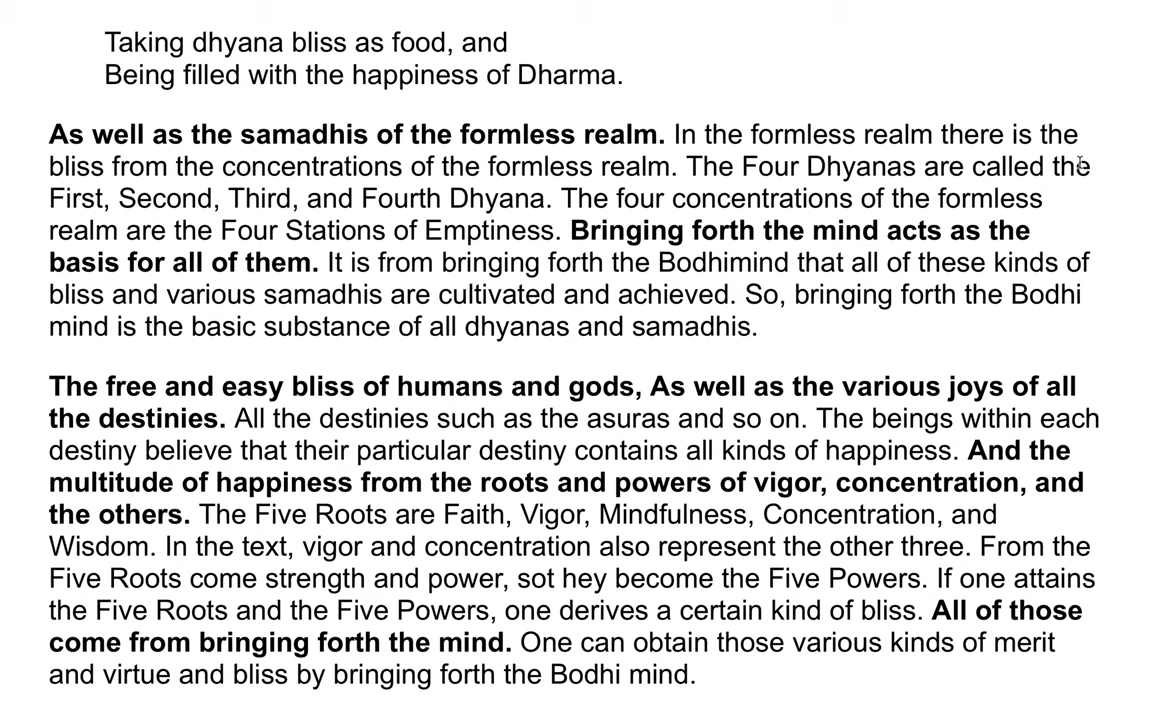 Taking dhyana bliss as food, and
Being filled with the happiness of Dharma.
As well as the samadhis of the formless realm. In the formless realm there is the
bliss from the concentrations of the formless realm. The Four Dhyanas are called the
First, Second, Third, and Fourth Dhyana. The four concentrations of the formless
realm are the Four Stations of Emptiness. Bringing forth the mind acts as the
basis for all of them. It is from bringing forth the Bodhimind that all of these kinds of
bliss and various samadhis are cultivated and achieved. So, bringing forth the Bodhi
mind is the basic substance of all dhyanas and samadhis.
The free and easy bliss of humans and gods, As well as the various joys of all
the destinies. All the destinies such as the asuras and so on. The beings within each
destiny believe that their particular destiny contains all kinds of happiness. And the
multitude of happiness from the roots and powers of vigor, concentration, and
the others. The Five Roots are Faith, Vigor, Mindfulness, Concentration, and
Wisdom. In the text, vigor and concentration also represent the other three. From the
Five Roots come strength and power, sot hey become the Five Powers. If one attains
the Five Roots and the Five Powers, one derives a certain kind of bliss. All of those
come from bringing forth the mind. One can obtain those various kinds of merit
and virtue and bliss by bringing forth the Bodhi mind.